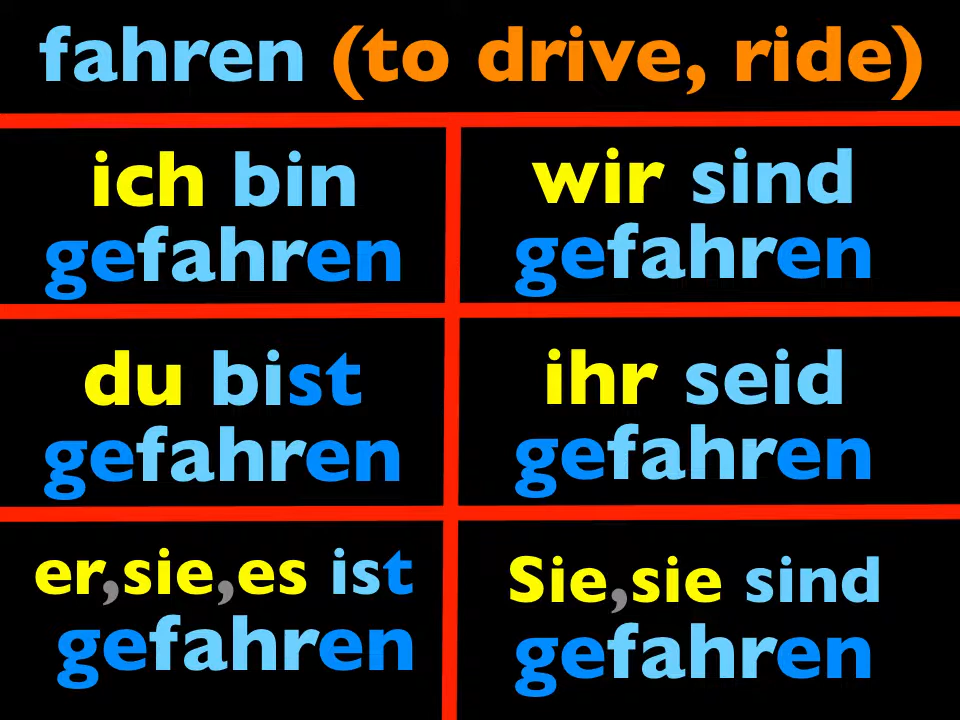 fahren (to drive, ride)
ich bin
gefahren
wir sind
gefahren
du bist
gefahren
ihr seid
gefahren
er,sie,es ist
gefahren
Sie,sie sind
gefahren